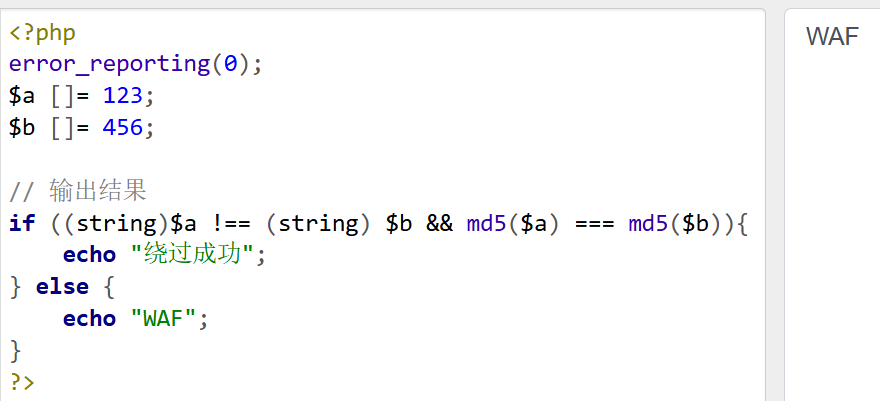 <?php
error_reporting(0);
$a []= 123;
$b []= 456;
// 输出结果
if ((string)$a !== (string) $b && md5($a) === md5($b)){
    echo "绕过成功";
} else {
    echo "WAF";
}
?>
WAF